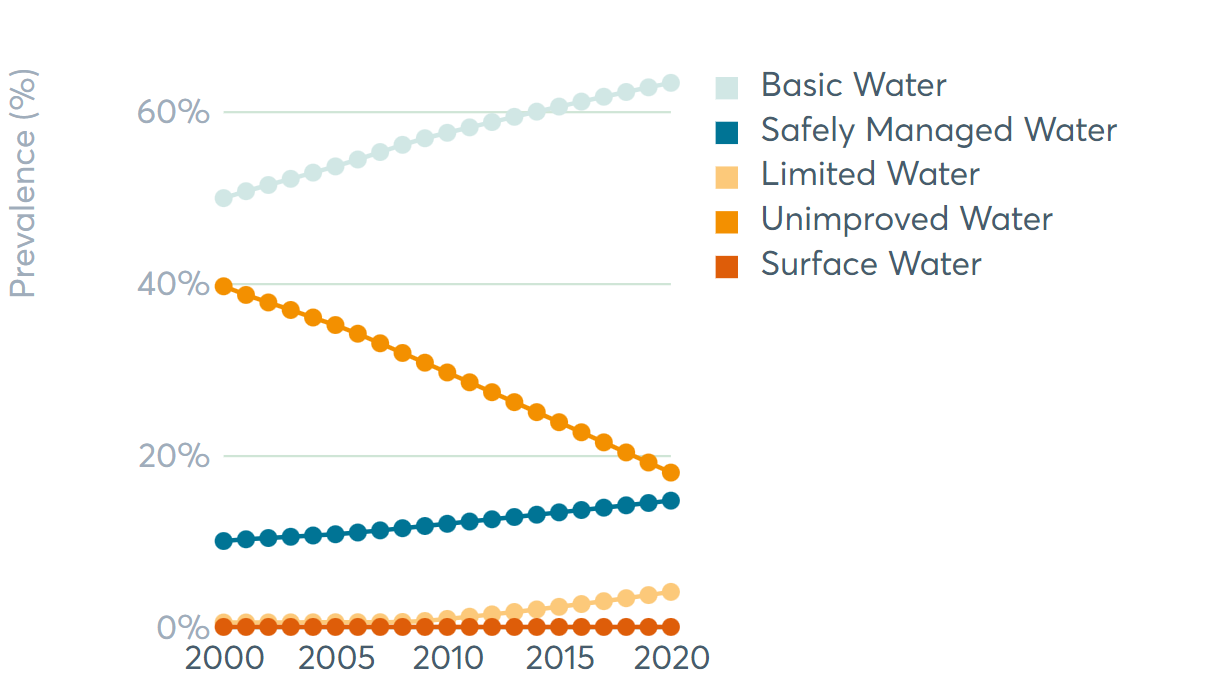 Prevalence (%)
60%
40%
20%
0%
2000 2005 2010 2015 2020
Basic Water
Safely Managed Water
Limited Water
Unimproved Water
Surface Water